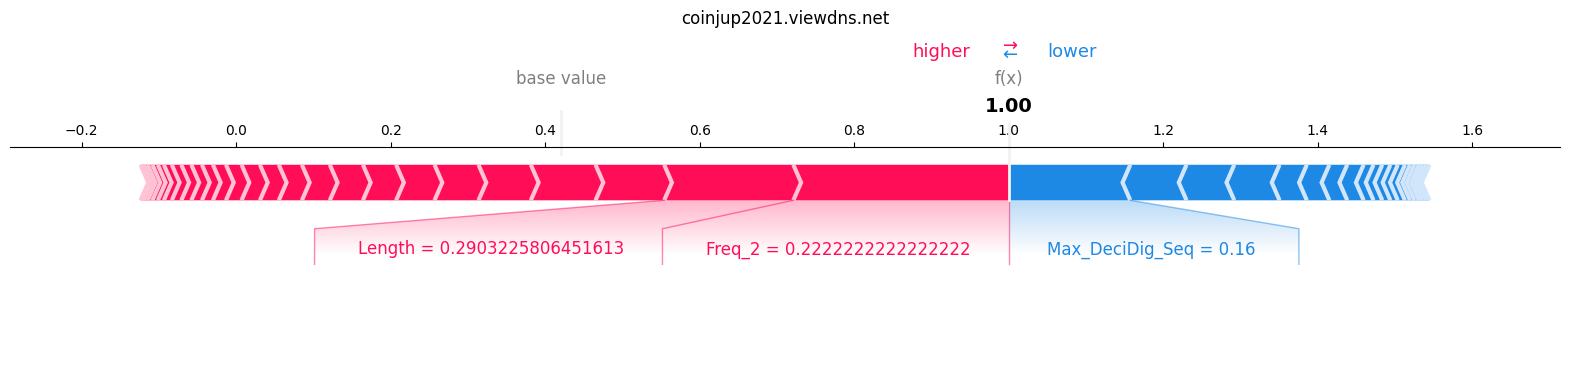 coinjup2021.viewdns.net
higher ⇄ lower
base value f(x)
1.00
−0.2 0.0 0.2 0.4 0.6 0.8 1.0 1.2 1.4 1.6
Length = 0.2903225806451613 Freq_2 = 0.2222222222222222 Max_DeciDig_Seq = 0.16